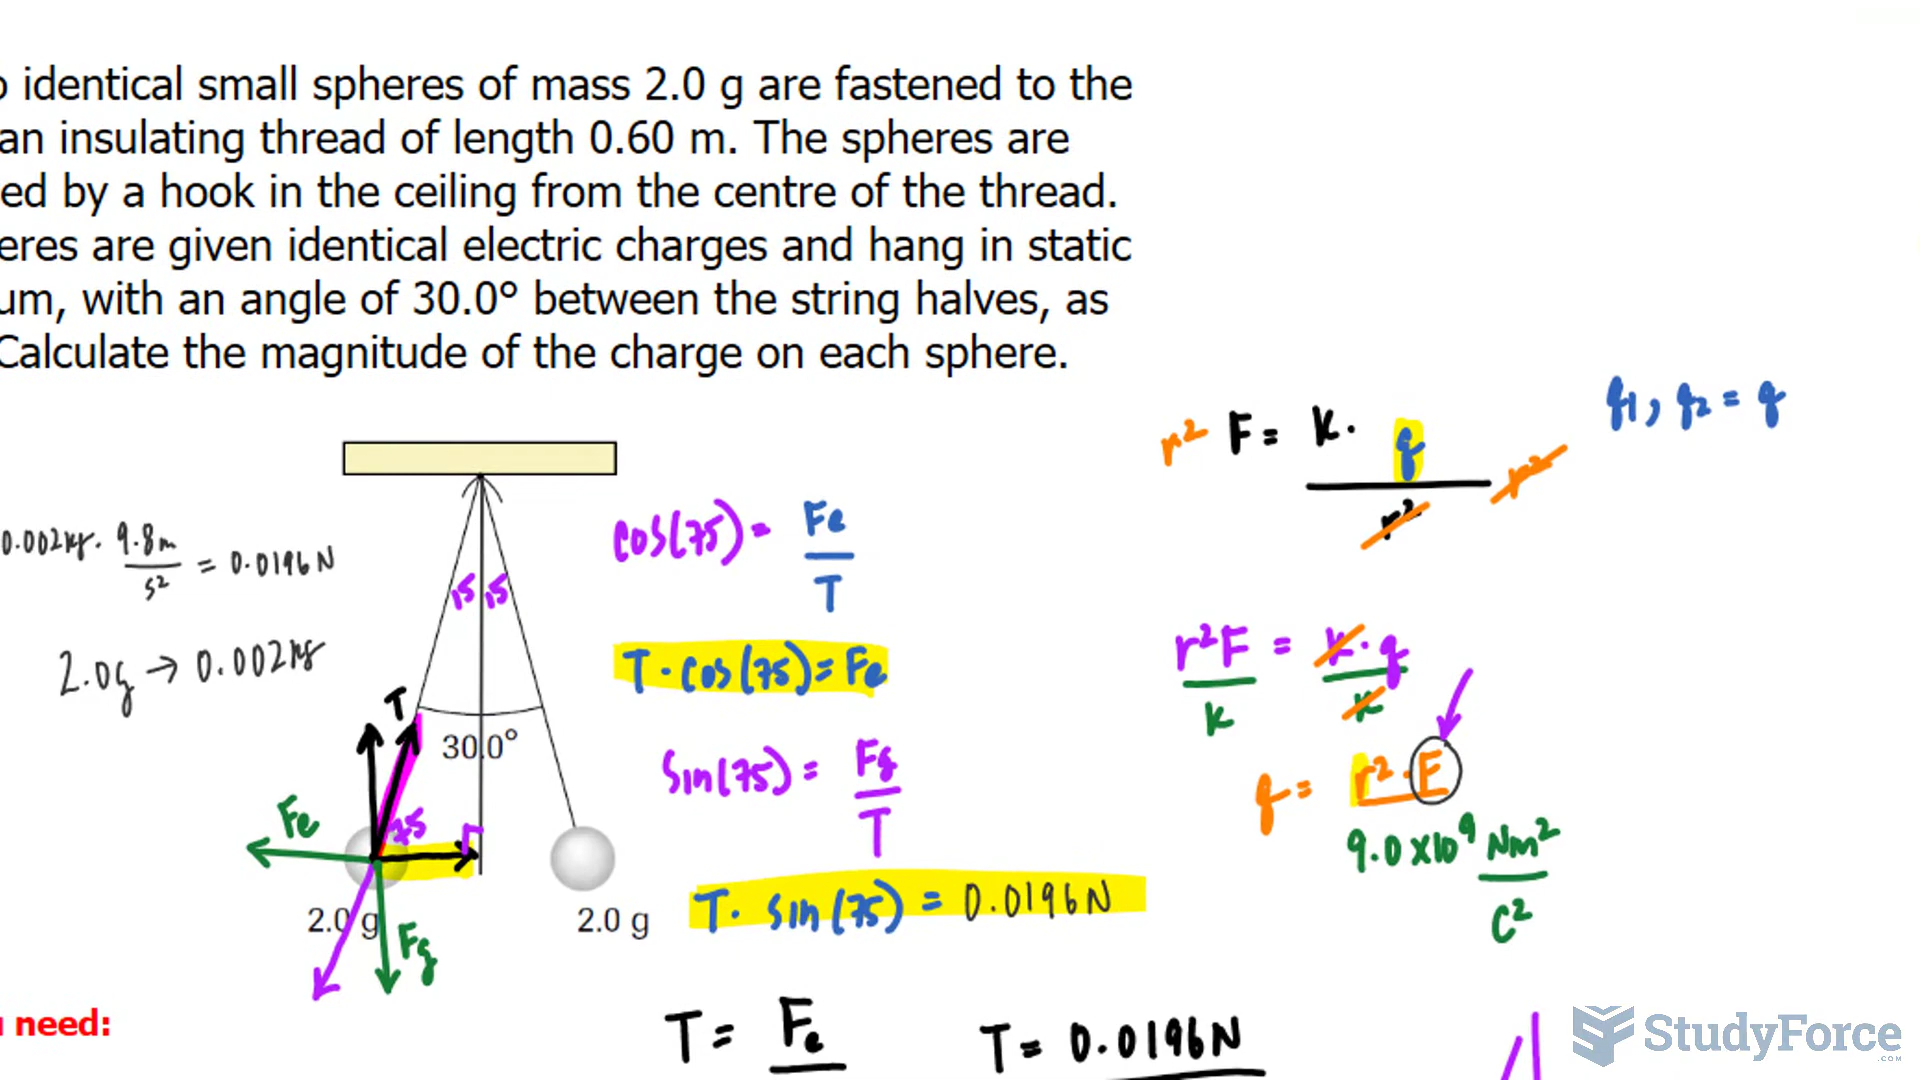 o identical small spheres of mass 2.0 g are fastened to the
an insulating thread of length 0.60 m. The spheres are
ed by a hook in the ceiling from the centre of the thread.
eres are given identical electric charges and hang in static
um, with an angle of 30.0° between the string halves, as
Calculate the magnitude of the charge on each sphere.
0.002kg · 9.8m/s² = 0.0196N
2.0g → 0.002kg
15 15
T
30.0°
Fe
75
2.0 g
2.0 g
Fg
cos(75) = Fe/T
T · cos(75) = Fe
sin(75) = Fg/T
T · sin(75) = 0.0196N
T = Fe
T = 0.0196N
q1, q2 = q
r² F = k · q/r² r²
r²F/k = k · q/k
q = r² · F
9.0 x10⁹ Nm²/C²
u need:
StudyForce
.COM